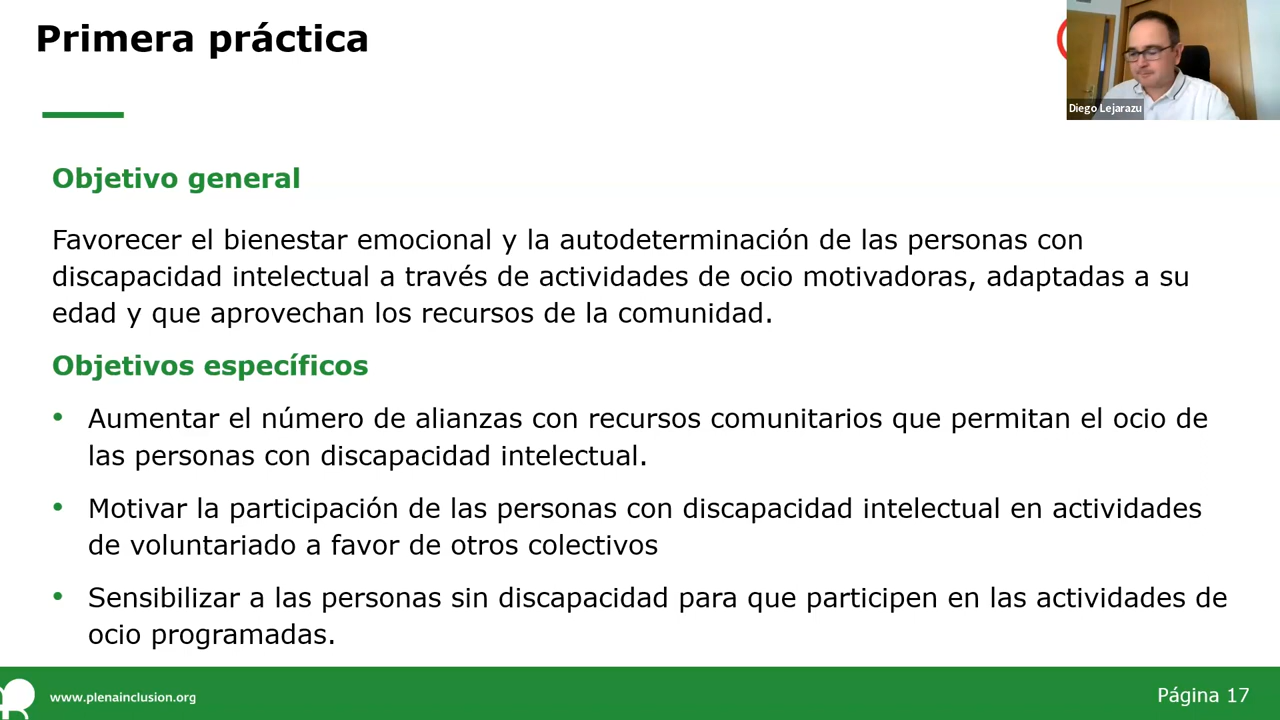 Primera práctica
Diego Lejarazu
Objetivo general
Favorecer el bienestar emocional y la autodeterminación de las personas con
discapacidad intelectual a través de actividades de ocio motivadoras, adaptadas a su
edad y que aprovechan los recursos de la comunidad.
Objetivos específicos
• Aumentar el número de alianzas con recursos comunitarios que permitan el ocio de
las personas con discapacidad intelectual.
• Motivar la participación de las personas con discapacidad intelectual en actividades
de voluntariado a favor de otros colectivos
• Sensibilizar a las personas sin discapacidad para que participen en las actividades de
ocio programadas.
www.plenainclusion.org
Página 17